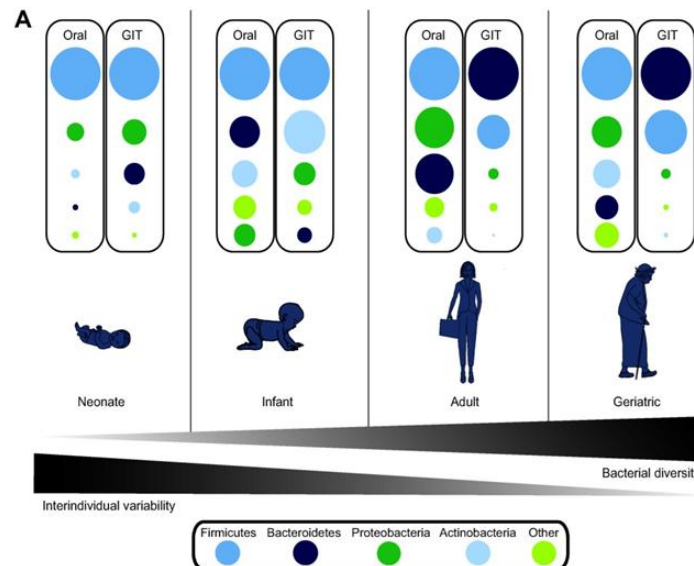 A
Oral GIT Oral GIT Oral GIT Oral GIT
Neonate Infant Adult Geriatric
Bacterial diversit
Interindividual variability
Firmicutes Bacteroidetes Proteobacteria Actinobacteria Other